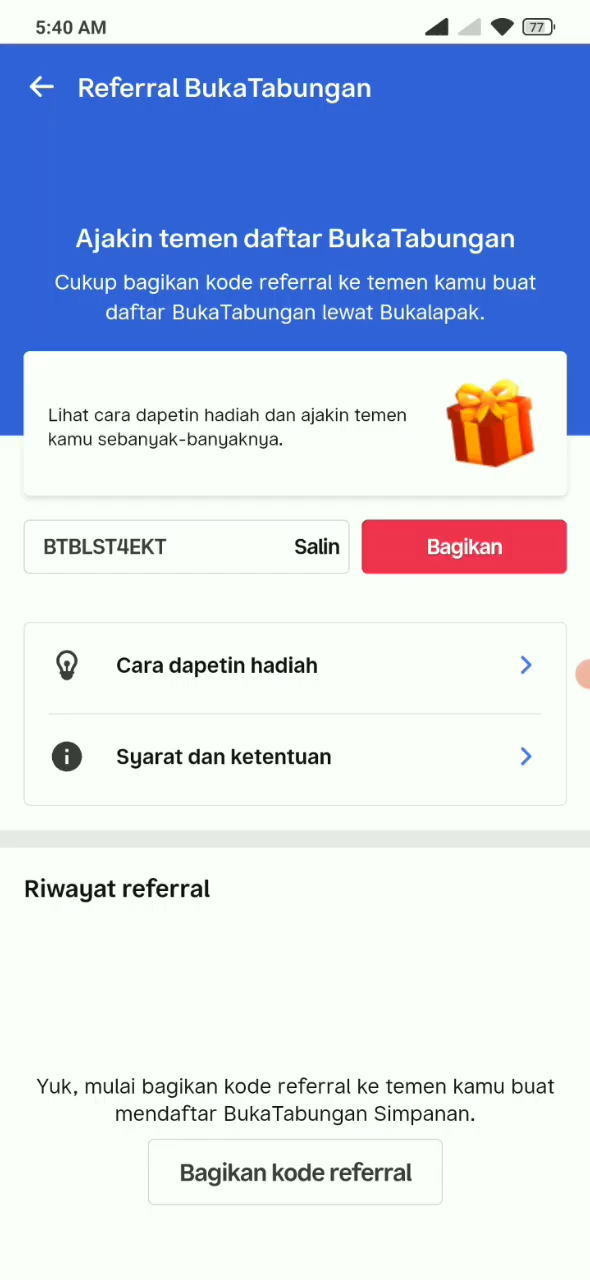 5:40 AM
77
Referral BukaTabungan
Ajakin temen daftar BukaTabungan
Cukup bagikan kode referral ke temen kamu buat
daftar BukaTabungan lewat Bukalapak.
Lihat cara dapetin hadiah dan ajakin temen
kamu sebanyak-banyaknya.
BTBLST4EKT
Salin
Bagikan
Cara dapetin hadiah
Syarat dan ketentuan
Riwayat referral
Yuk, mulai bagikan kode referral ke temen kamu buat
mendaftar BukaTabungan Simpanan.
Bagikan kode referral